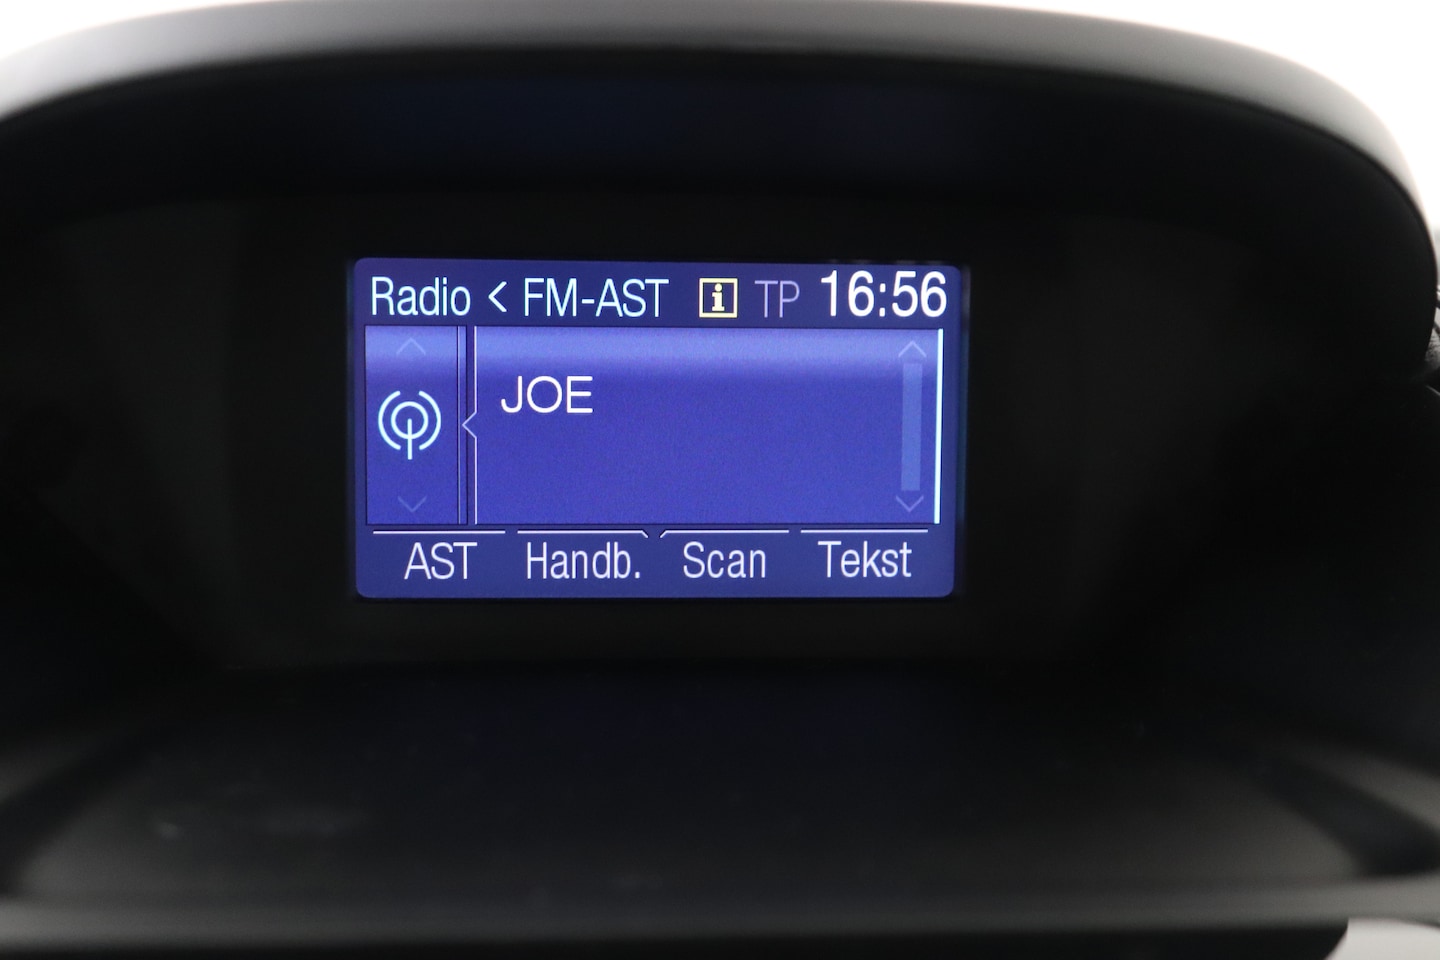 Radio < FM-AST i TP 16:56
JOE
AST Handb. Scan Tekst